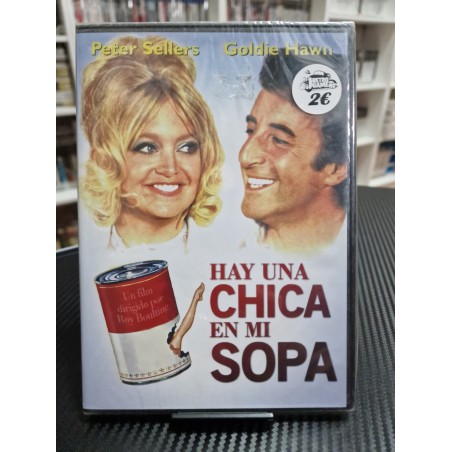 Peter Sellers Goldie Hawn
2€
HAY UNA
CHICA
EN MI
SOPA
Un film
dirigido por
Roy Boulting